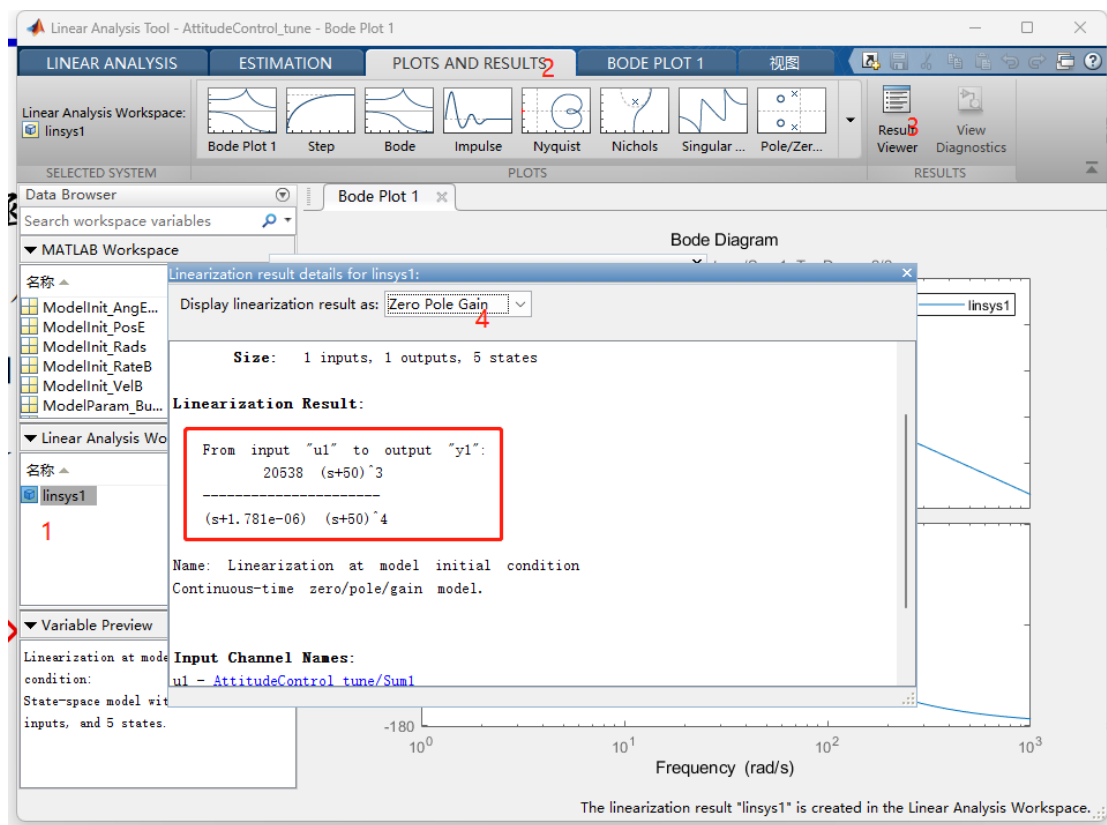 Linear Analysis Tool - AttitudeControl_tune - Bode Plot 1
LINEAR ANALYSIS ESTIMATION PLOTS AND RESULTS 2 BODE PLOT 1 视图
Linear Analysis Workspace:
linsys1
Bode Plot 1 Step Bode Impulse Nyquist Nichols Singular ... Pole/Zer...
Result Viewer 3
View Diagnostics
SELECTED SYSTEM PLOTS RESULTS
Data Browser
Bode Plot 1
Search workspace variables
MATLAB Workspace
Bode Diagram
名称
ModelInit_AngE...
ModelInit_PosE
ModelInit_Rads
ModelInit_RateB
ModelInit_VelB
ModelParam_Bu...
Linear Analysis Wo
名称
linsys1
1
Variable Preview
Linearization at mode
condition:
State-space model wit
inputs, and 5 states.
Linearization result details for linsys1:
Display linearization result as: Zero Pole Gain
4
Size: 1 inputs, 1 outputs, 5 states
Linearization Result:
From input "u1" to output "y1":
20538 (s+50)^3
-----------------------
(s+1.781e-06) (s+50)^4
Name: Linearization at model initial condition
Continuous-time zero/pole/gain model.
Input Channel Names:
u1 - AttitudeControl_tune/Sum1
linsys1
-180
10^0 10^1 10^2 10^3
Frequency (rad/s)
The linearization result "linsys1" is created in the Linear Analysis Workspace.